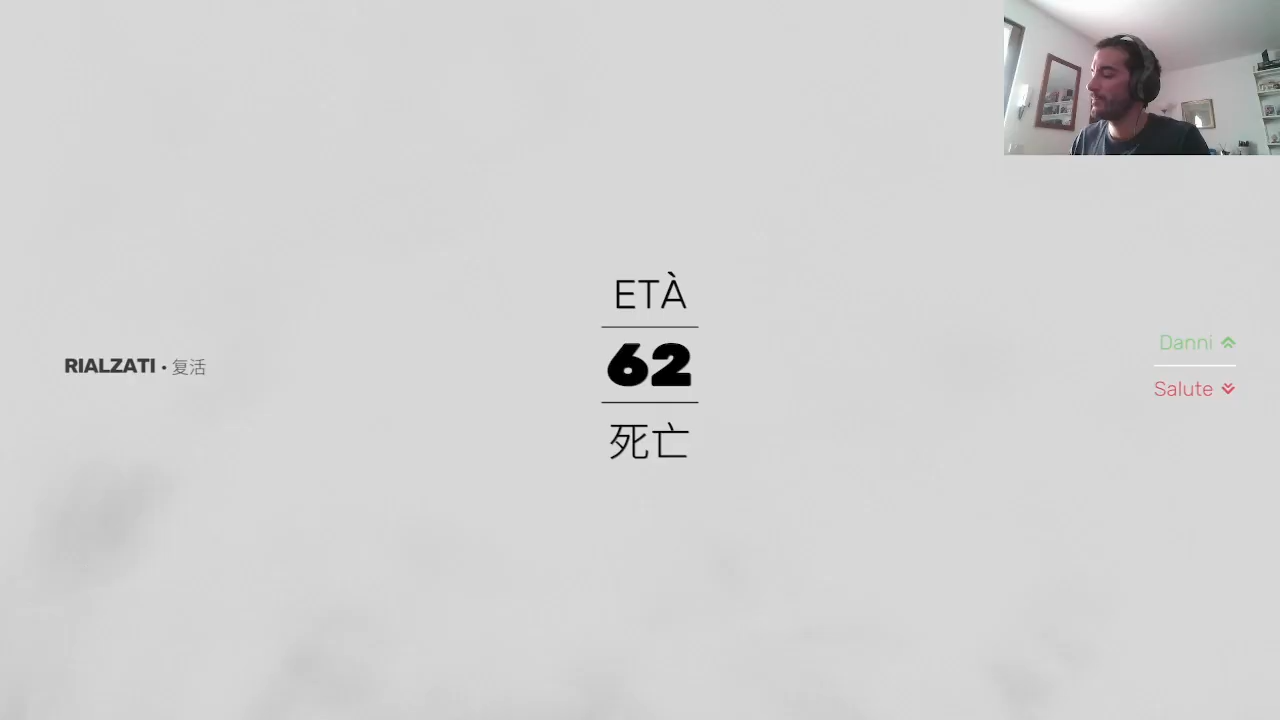 ETÀ
62
死亡
RIALZATI • 复活
Danni
Salute